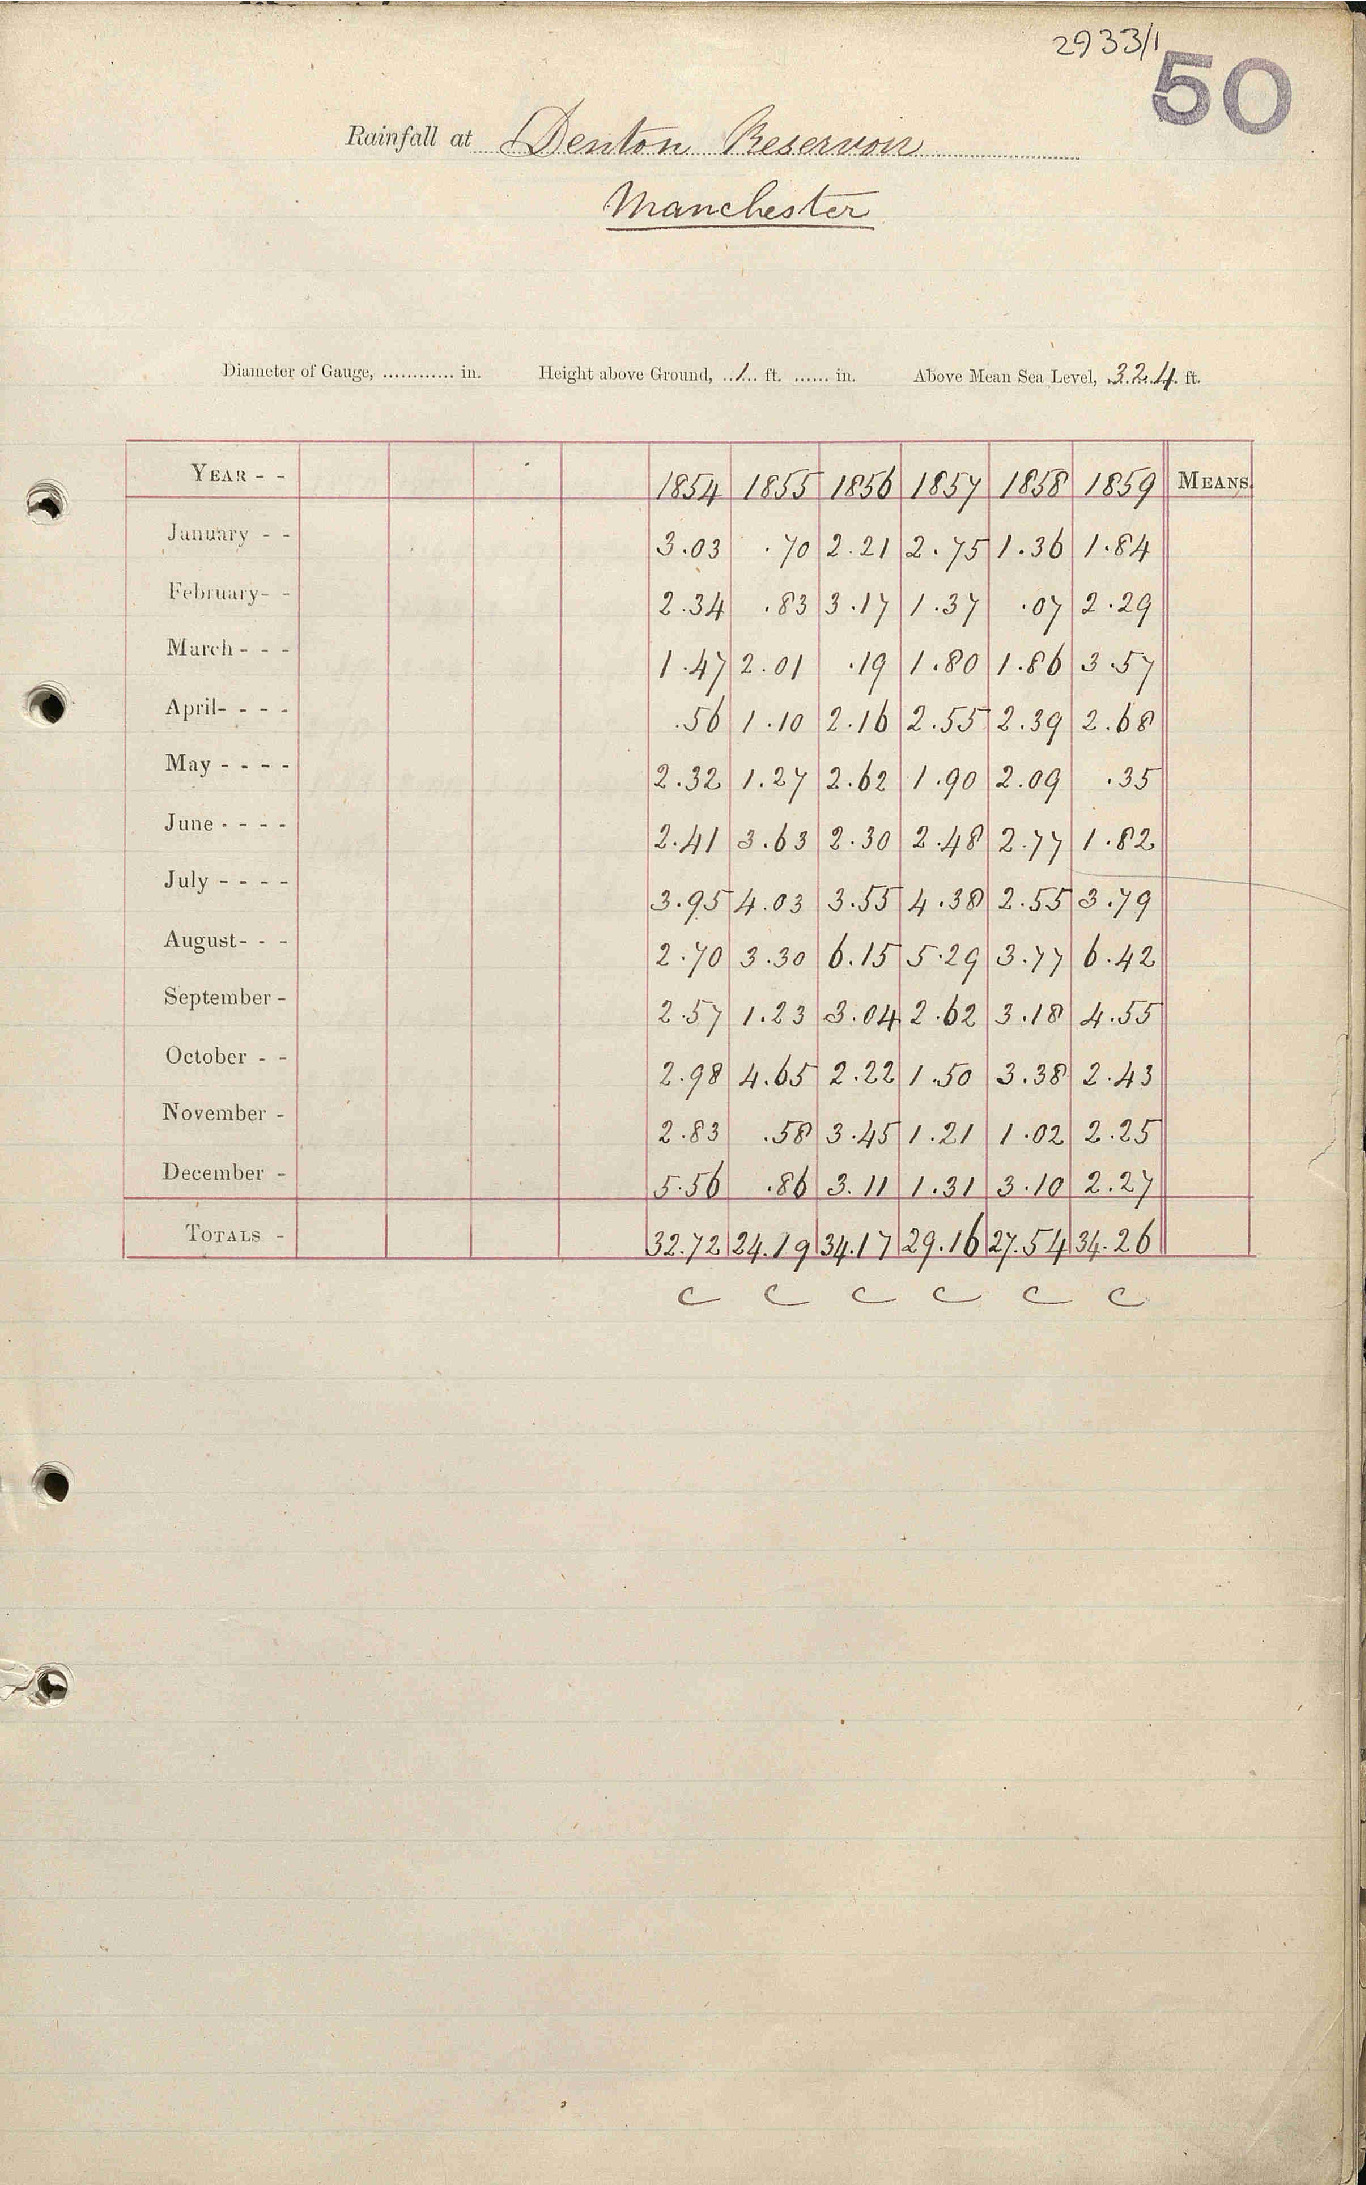 2933/1
50
Rainfall at Denton Reservoir
Manchester
Diameter of Gauge, ............ in. Height above Ground, ..1... ft. ...... in. Above Mean Sea Level, .324. ft.
YEAR - - 1854 1855 1856 1857 1858 1859 MEANS.
January - - 3.03 .70 2.21 2.75 1.36 1.84
February- - 2.34 .83 3.17 1.37 .07 2.29
March - - - 1.47 2.01 .19 1.80 1.86 3.57
April- - - - .56 1.10 2.16 2.55 2.39 2.68
May - - - - 2.32 1.27 2.62 1.90 2.09 .35
June - - - - 2.41 3.63 2.30 2.48 2.77 1.82
July - - - - 3.95 4.03 3.55 4.38 2.55 3.79
August- - - 2.70 3.30 6.15 5.29 3.77 6.42
September - 2.57 1.23 3.04 2.62 3.18 4.55
October - - 2.98 4.65 2.22 1.50 3.38 2.43
November - 2.83 .58 3.45 1.21 1.02 2.25
December - 5.56 .86 3.11 1.31 3.10 2.27
TOTALS - 32.72 24.19 34.17 29.16 27.54 34.26
C C C C C C